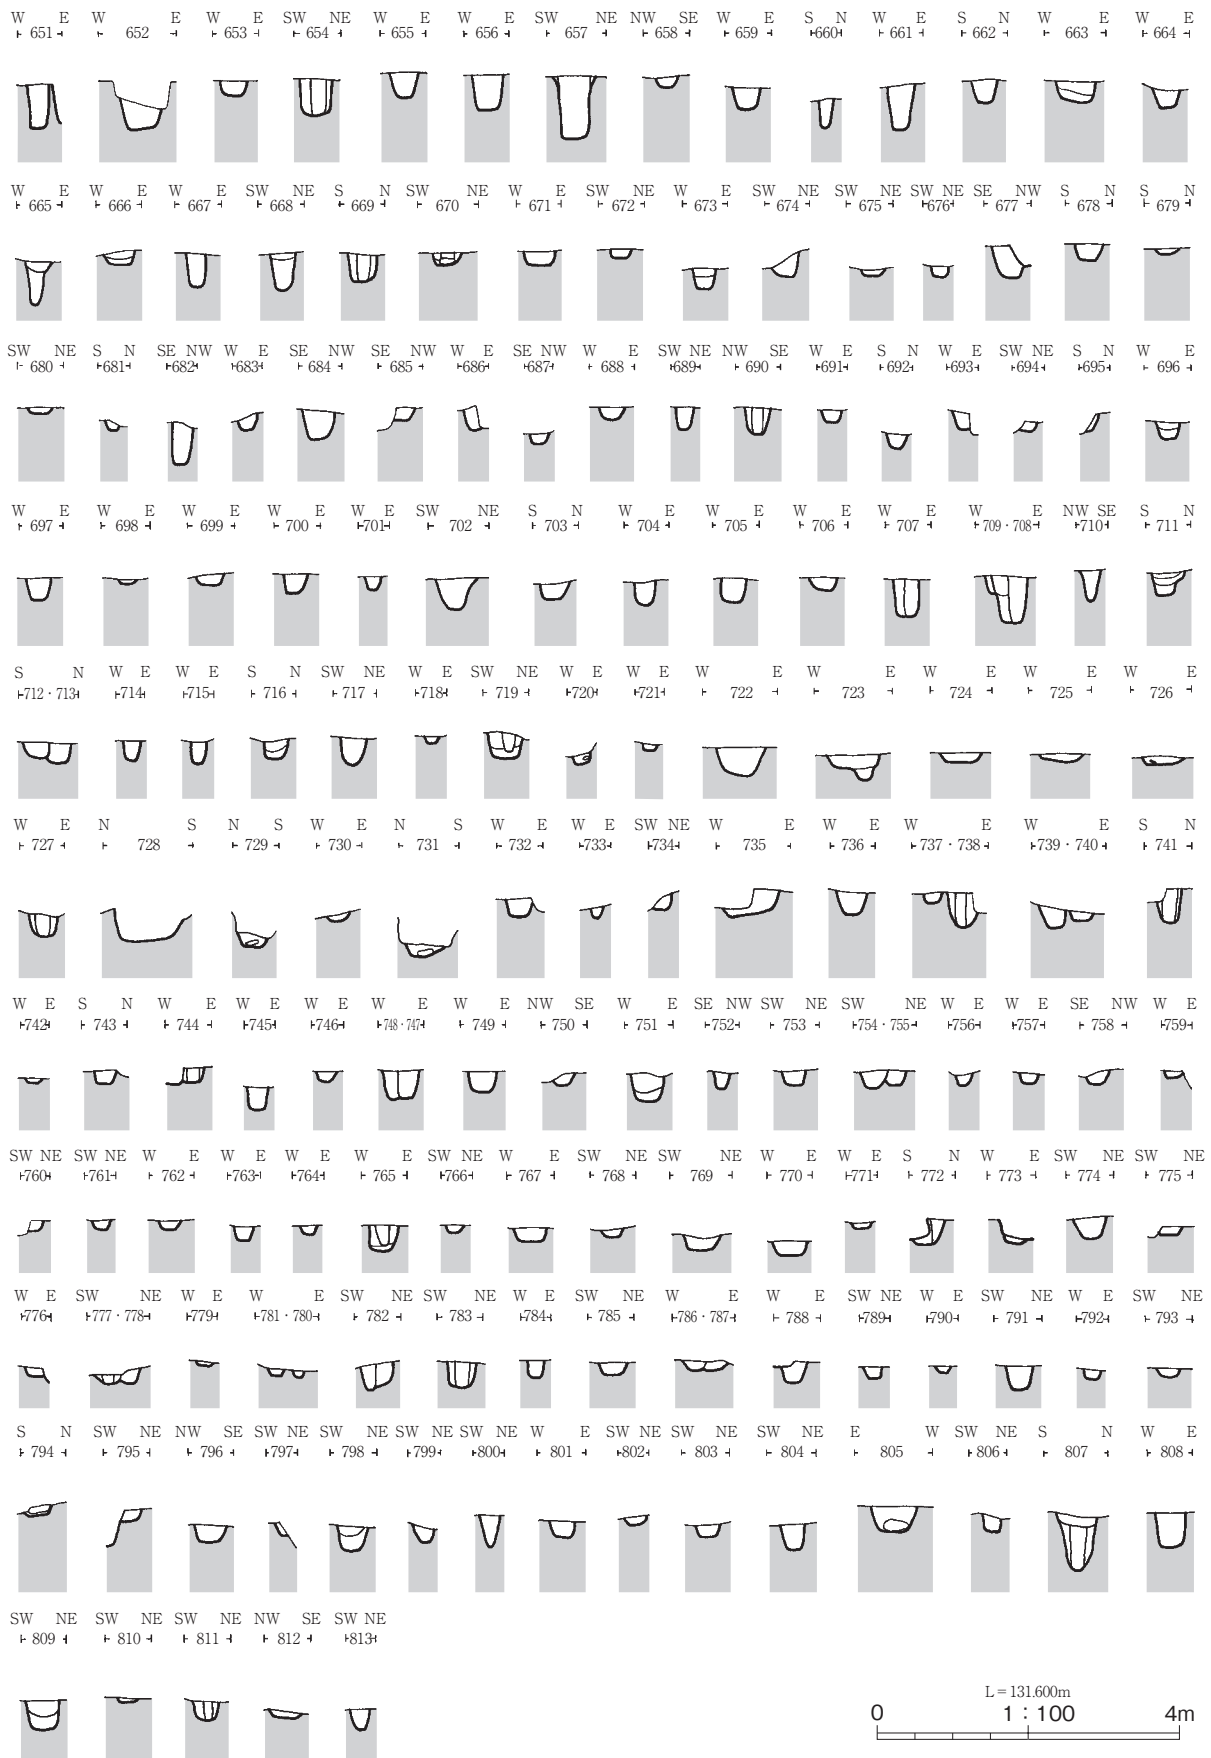 W E W E W E SW NE W E W E SW NE NW SE W E S N W E S N W E W E
651 652 653 654 655 656 657 658 659 660 661 662 663 664
W E W E W E SW NE S N SW NE W E SW NE W E SW NE SW NE SW NE SE NW S N S N
665 666 667 668 669 670 671 672 673 674 675 676 677 678 679
SW NE S N SE NW W E SE NW SE NW W E SE NW W E SW NE NW SE W E S N W E SW NE S N W E
680 681 682 683 684 685 686 687 688 689 690 691 692 693 694 695 696
W E W E W E W E W E SW NE S N W E W E W E W E W E NW SE S N
697 698 699 700 701 702 703 704 705 706 707 709・708 710 711
S N W E W E S N SW NE W E SW NE W E W E W E W E W E W E W E
712・713 714 715 716 717 718 719 720 721 722 723 724 725 726
W E N S N S W E N S W E W E SW NE W E W E W E W E S N
727 728 729 730 731 732 733 734 735 736 737・738 739・740 741
W E S N W E W E W E W E W E NW SE W E SE NW SW NE SW NE W E W E SE NW W E
742 743 744 745 746 748・747 749 750 751 752 753 754・755 756 757 758 759
SW NE SW NE W E W E W E W E SW NE W E SW NE SW NE W E W E S N W E SW NE SW NE
760 761 762 763 764 765 766 767 768 769 770 771 772 773 774 775
W E SW NE W E W E SW NE SW NE W E SW NE W E W E SW NE W E SW NE W E SW NE
776 777・778 779 781・780 782 783 784 785 786・787 788 789 790 791 792 793
S N SW NE NW SE SW NE SW NE SW NE SW NE W E SW NE SW NE SW NE E W SW NE S N W E
794 795 796 797 798 799 800 801 802 803 804 805 806 807 808
SW NE SW NE SW NE NW SE SW NE
809 810 811 812 813
L＝131.600m
0 1：100 4m